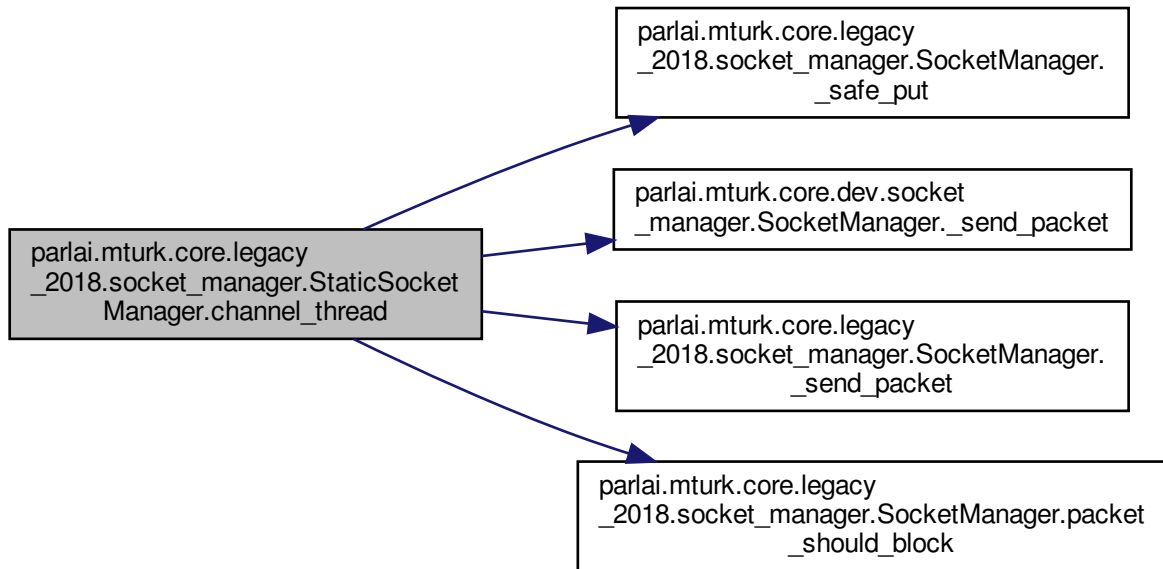 parlai.mturk.core.legacy
_2018.socket_manager.SocketManager.
_safe_put
parlai.mturk.core.dev.socket
_manager.SocketManager._send_packet
parlai.mturk.core.legacy
_2018.socket_manager.StaticSocket
Manager.channel_thread
parlai.mturk.core.legacy
_2018.socket_manager.SocketManager.
_send_packet
parlai.mturk.core.legacy
_2018.socket_manager.SocketManager.packet
_should_block